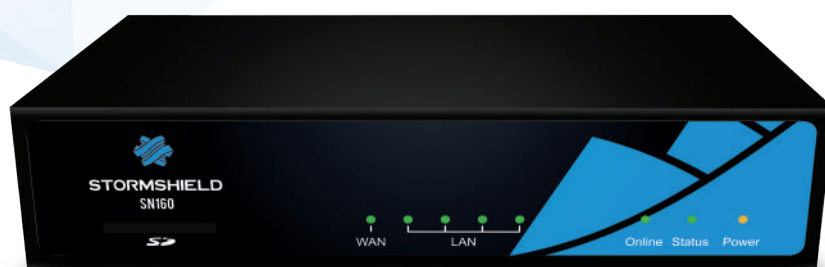 STORMSHIELD
SN160
SD
WAN
LAN
Online Status Power